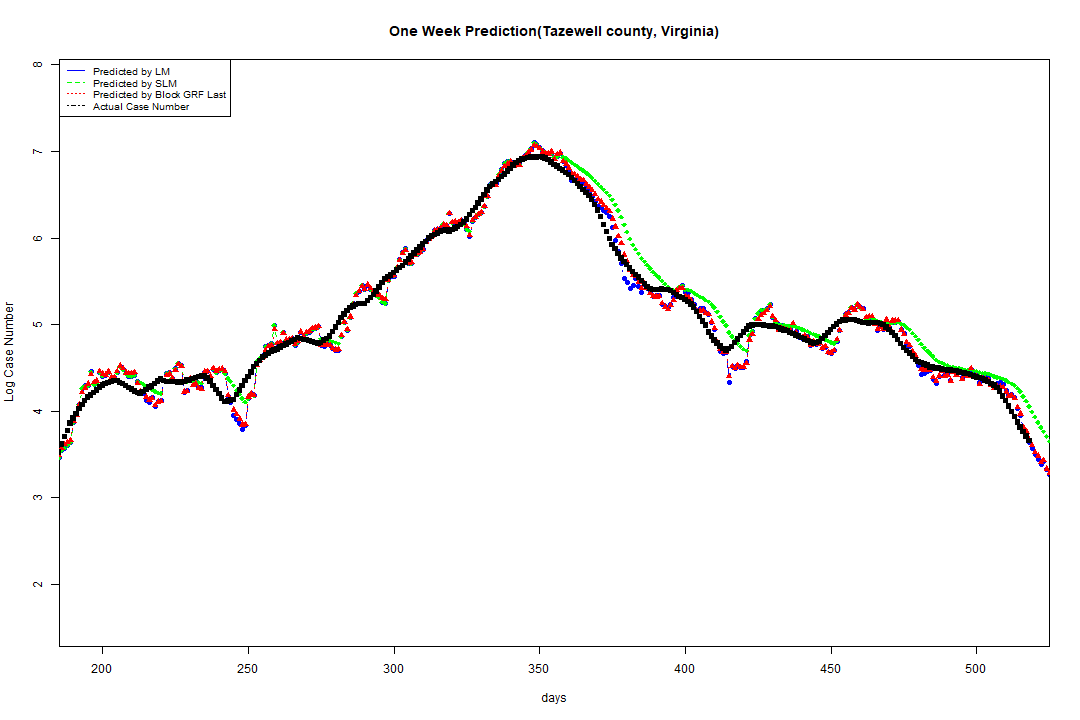 One Week Prediction(Tazewell county, Virginia)
Predicted by LM
Predicted by SLM
Predicted by Block GRF Last
Actual Case Number
Log Case Number
8
7
6
5
4
3
2
200 250 300 350 400 450 500
days